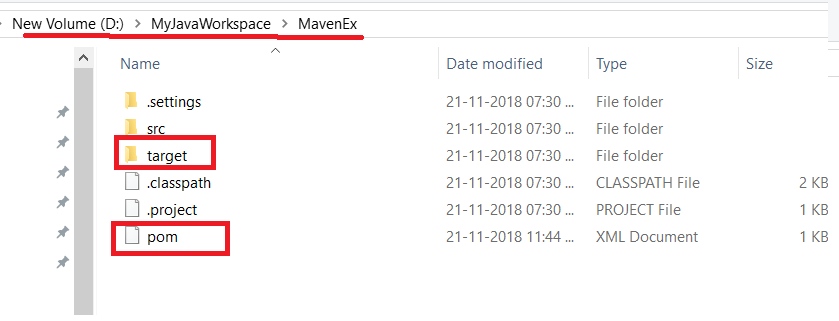 New Volume (D:) > MyJavaWorkspace > MavenEx
Name Date modified Type Size
.settings 21-11-2018 07:30 ... File folder
src 21-11-2018 07:30 ... File folder
target 21-11-2018 07:30 ... File folder
.classpath 21-11-2018 07:30 ... CLASSPATH File 2 KB
.project 21-11-2018 07:30 ... PROJECT File 1 KB
pom 21-11-2018 11:44 ... XML Document 1 KB